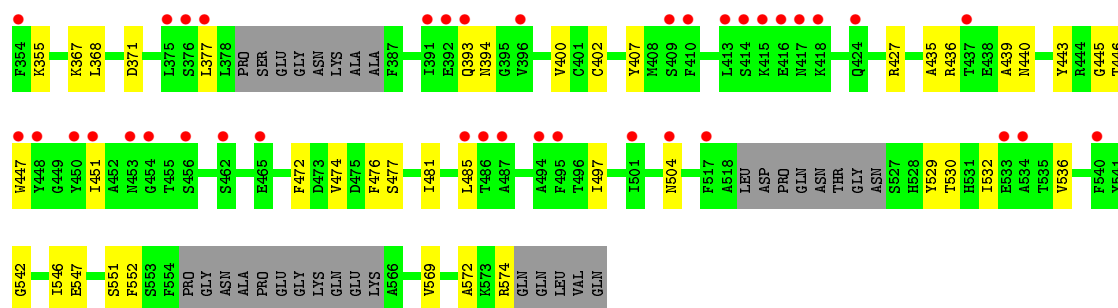 F354 K355 K367 L368 D371 L375 S376 L377 L378 PRO SER GLU GLY ASN LYS ALA ALA F387 I391 E392 Q393 N394 G395 V396 V400 C401 C402 Y407 M408 S409 F410 L413 S414 K415 E416 N417 K418 Q424 R427 A435 R436 T437 E438 A439 N440 Y443 R444 G445 T446
W447 Y448 G449 Y450 I451 A452 N453 G454 T455 S456 S462 E465 F472 D473 V474 D475 F476 S477 I481 L485 T486 A487 A494 F495 T496 I497 I501 N504 F517 A518 LEU ASP PRO GLN ASN THR GLY ASN S527 H528 Y529 T530 H531 I532 E533 A534 T535 V536 F540 Y541
G542 I546 E547 S551 F552 S553 F554 PRO GLY ASN ALA PRO GLU GLY LYS GLN GLU LYS A566 V569 A572 K573 R574 GLN GLN LEU VAL GLN